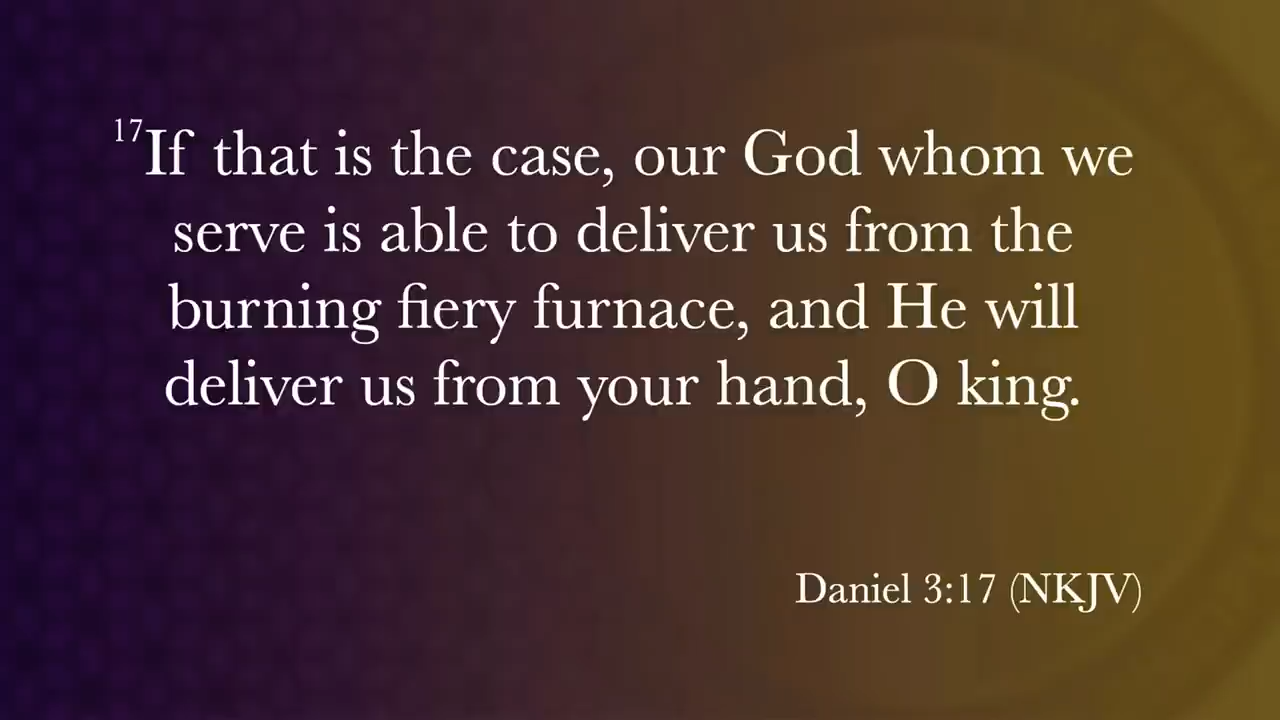 17If that is the case, our God whom we
serve is able to deliver us from the
burning fiery furnace, and He will
deliver us from your hand, O king.
Daniel 3:17 (NKJV)